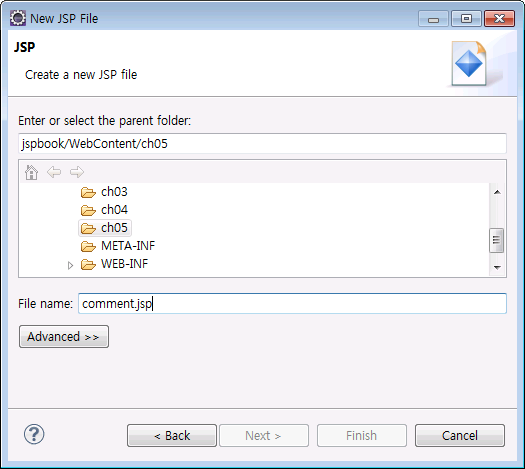 New JSP File
JSP
Create a new JSP file
Enter or select the parent folder:
jspbook/WebContent/ch05
ch03
ch04
ch05
META-INF
WEB-INF
File name: comment.jsp
Advanced >>
? < Back Next > Finish Cancel